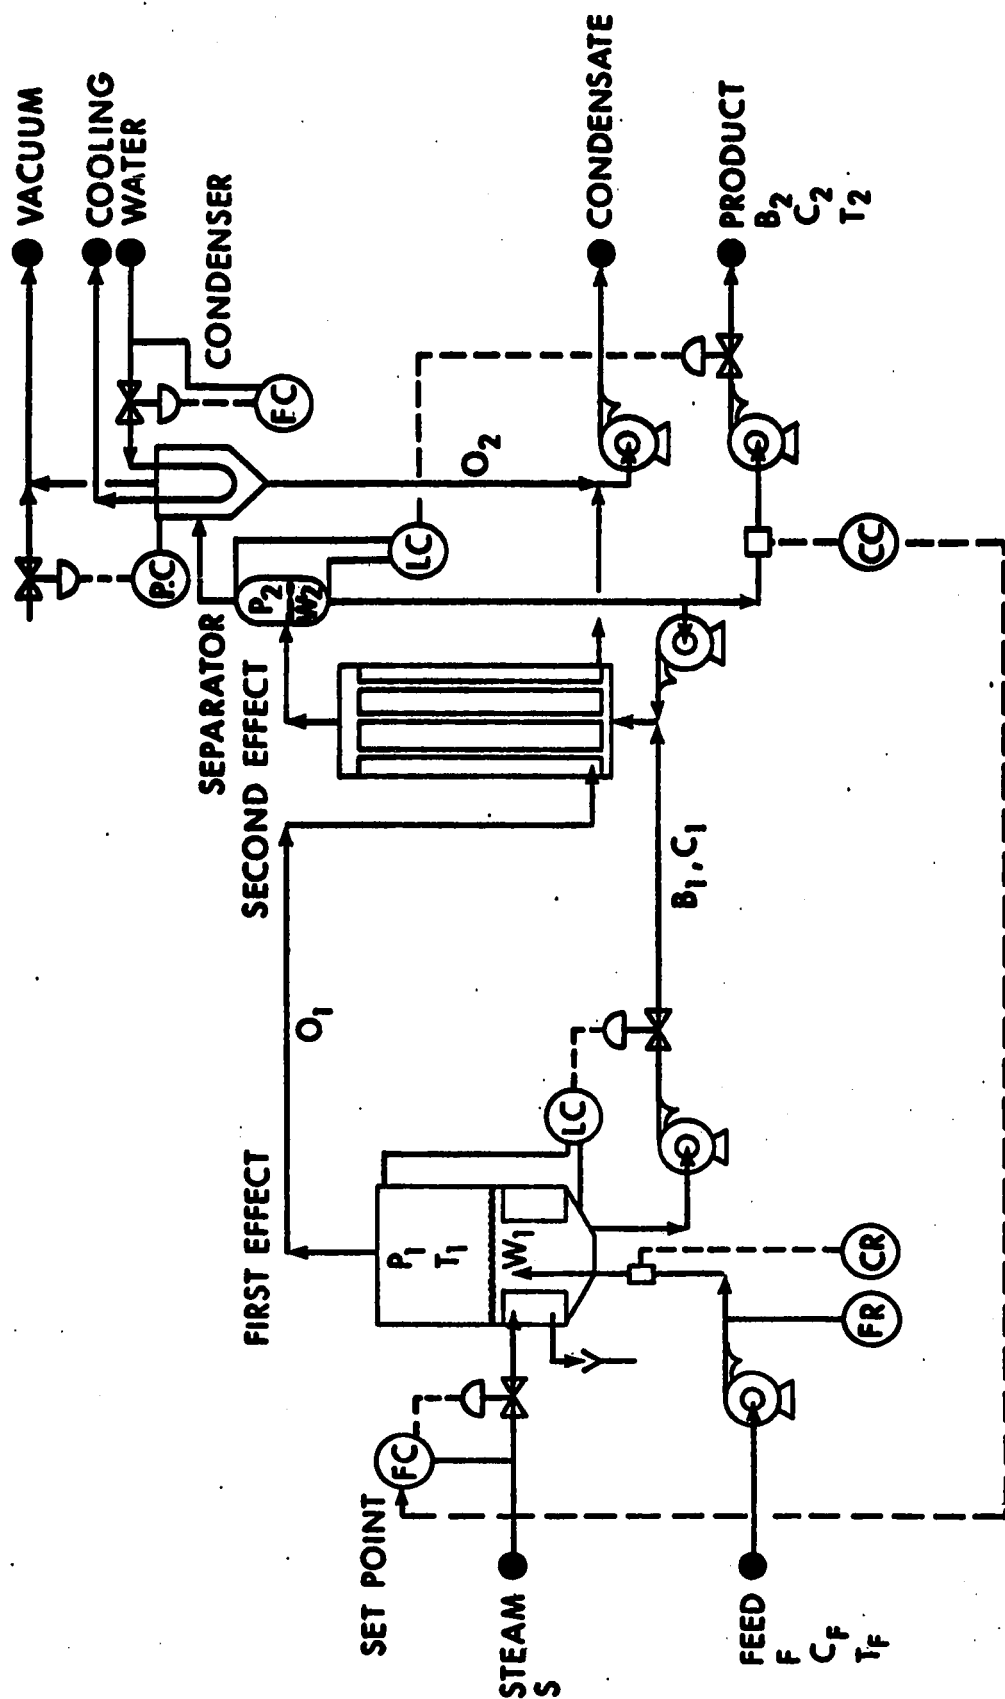 VACUUM
COOLING
WATER
CONDENSER
FC
PC
SEPARATOR
P2
W2
LC
O2
CONDENSATE
SECOND EFFECT
PRODUCT
B2
C2
T2
CC
O1
B1, C1
FIRST EFFECT
P1
T1
W1
LC
SET POINT
FC
STEAM
S
CR
FR
FEED
F
CF
TF